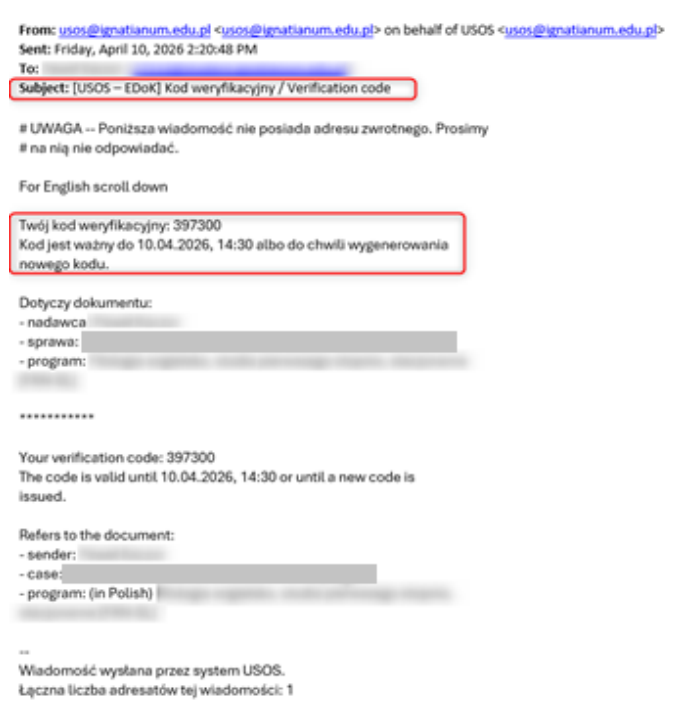 From: usos@ignatianum.edu.pl <usos@ignatianum.edu.pl> on behalf of USOS <usos@ignatianum.edu.pl>
Sent: Friday, April 10, 2026 2:20:48 PM
To:
Subject: [USOS – EDoK] Kod weryfikacyjny / Verification code
# UWAGA -- Poniższa wiadomość nie posiada adresu zwrotnego. Prosimy
# na nią nie odpowiadać.
For English scroll down
Twój kod weryfikacyjny: 397300
Kod jest ważny do 10.04.2026, 14:30 albo do chwili wygenerowania
nowego kodu.
Dotyczy dokumentu:
- nadawca
- sprawa:
- program:
***********
Your verification code: 397300
The code is valid until 10.04.2026, 14:30 or until a new code is
issued.
Refers to the document:
- sender:
- case:
- program: (in Polish)
--
Wiadomość wysłana przez system USOS.
Łączna liczba adresatów tej wiadomości: 1